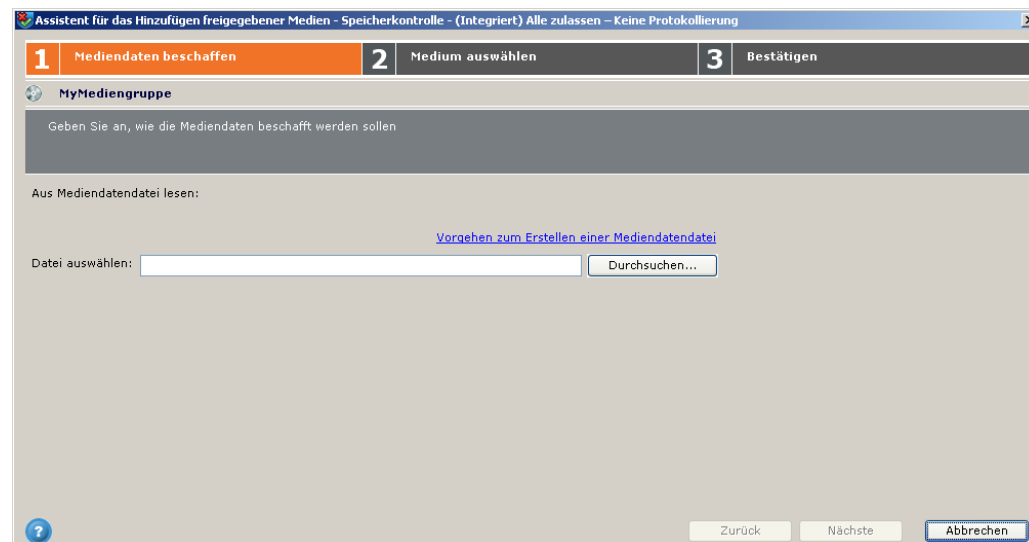 Assistent für das Hinzufügen freigegebener Medien - Speicherkontrolle - (Integriert) Alle zulassen – Keine Protokollierung
1 Mediendaten beschaffen 2 Medium auswählen 3 Bestätigen
MyMediengruppe
Geben Sie an, wie die Mediendaten beschafft werden sollen
Aus Mediendatendatei lesen:
Vorgehen zum Erstellen einer Mediendatendatei
Datei auswählen: Durchsuchen...
? Zurück Nächste Abbrechen